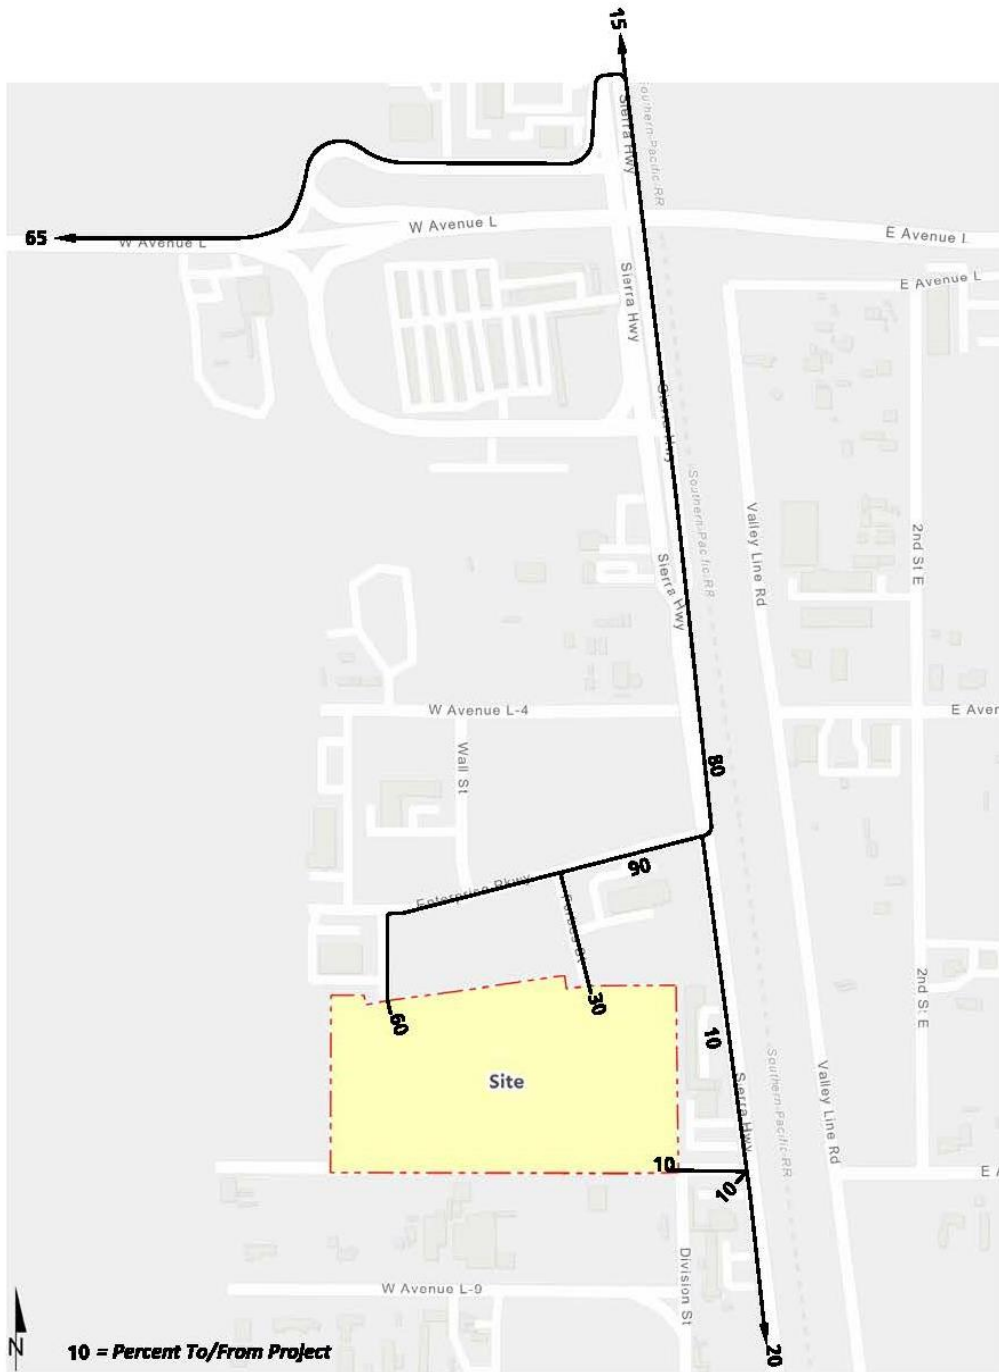 15
Sierra Hwy
Southern-Pacific-RR
65
W Avenue L
W Avenue L
E Avenue L
E Avenue L
Sierra Hwy
Sierra Hwy
Southern-Pacific-RR
Valley Line Rd
2nd St E
Sierra Hwy
W Avenue L-4
E Aven
Wall St
80
90
Enterprise Pkwy
60
30
Site
10
Sierra Hwy
Southern-Pacific-RR
Valley Line Rd
2nd St E
10
10
E A
Division St
W Avenue L-9
N
10 = Percent To/From Project
20